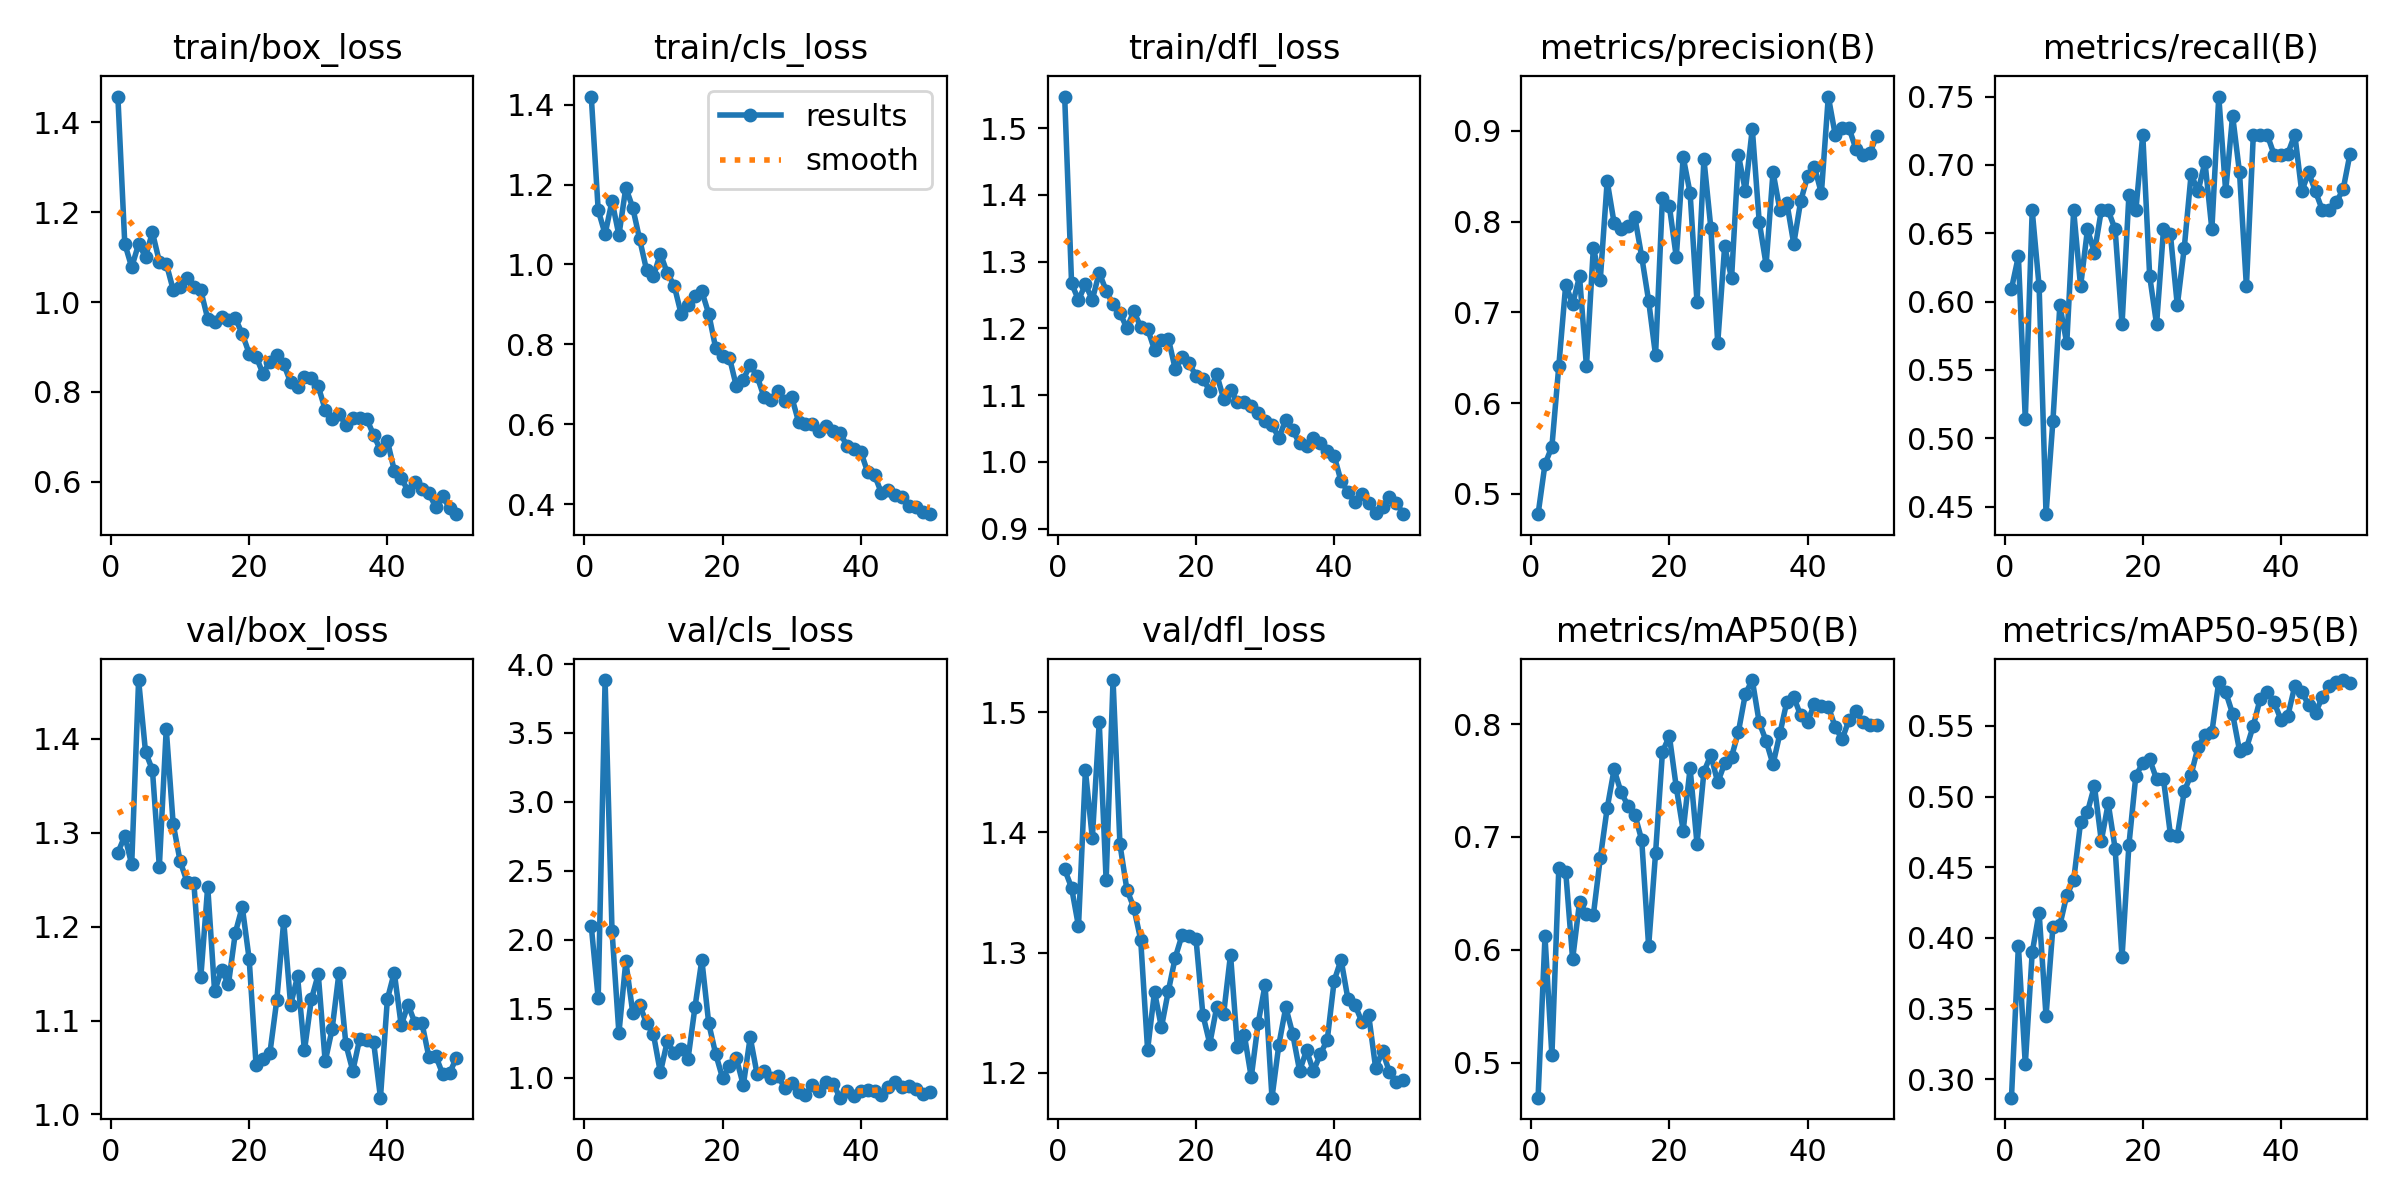 train/box_loss
1.4
1.2
1.0
0.8
0.6
0 20 40
train/cls_loss
results
smooth
1.4
1.2
1.0
0.8
0.6
0.4
0 20 40
train/dfl_loss
1.5
1.4
1.3
1.2
1.1
1.0
0.9
0 20 40
metrics/precision(B)
0.9
0.8
0.7
0.6
0.5
0 20 40
metrics/recall(B)
0.75
0.70
0.65
0.60
0.55
0.50
0.45
0 20 40
val/box_loss
1.4
1.3
1.2
1.1
1.0
0 20 40
val/cls_loss
4.0
3.5
3.0
2.5
2.0
1.5
1.0
0 20 40
val/dfl_loss
1.5
1.4
1.3
1.2
0 20 40
metrics/mAP50(B)
0.8
0.7
0.6
0.5
0 20 40
metrics/mAP50-95(B)
0.55
0.50
0.45
0.40
0.35
0.30
0 20 40